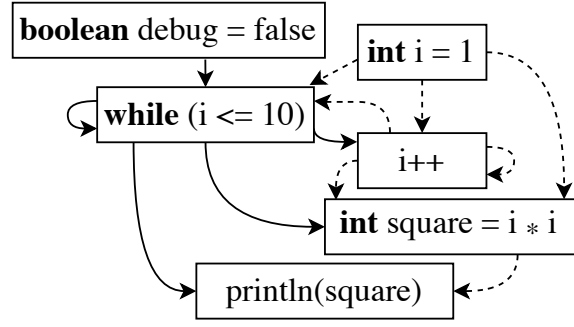 boolean debug = false
int i = 1
while (i <= 10)
i++
int square = i * i
println(square)